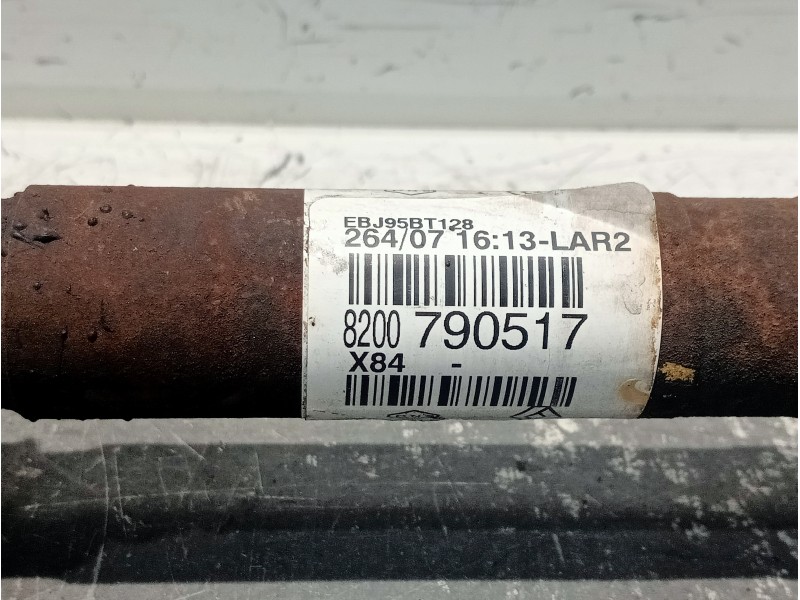 EBJ95BT128
264/07 16:13-LAR2
8200 790517
X84 -